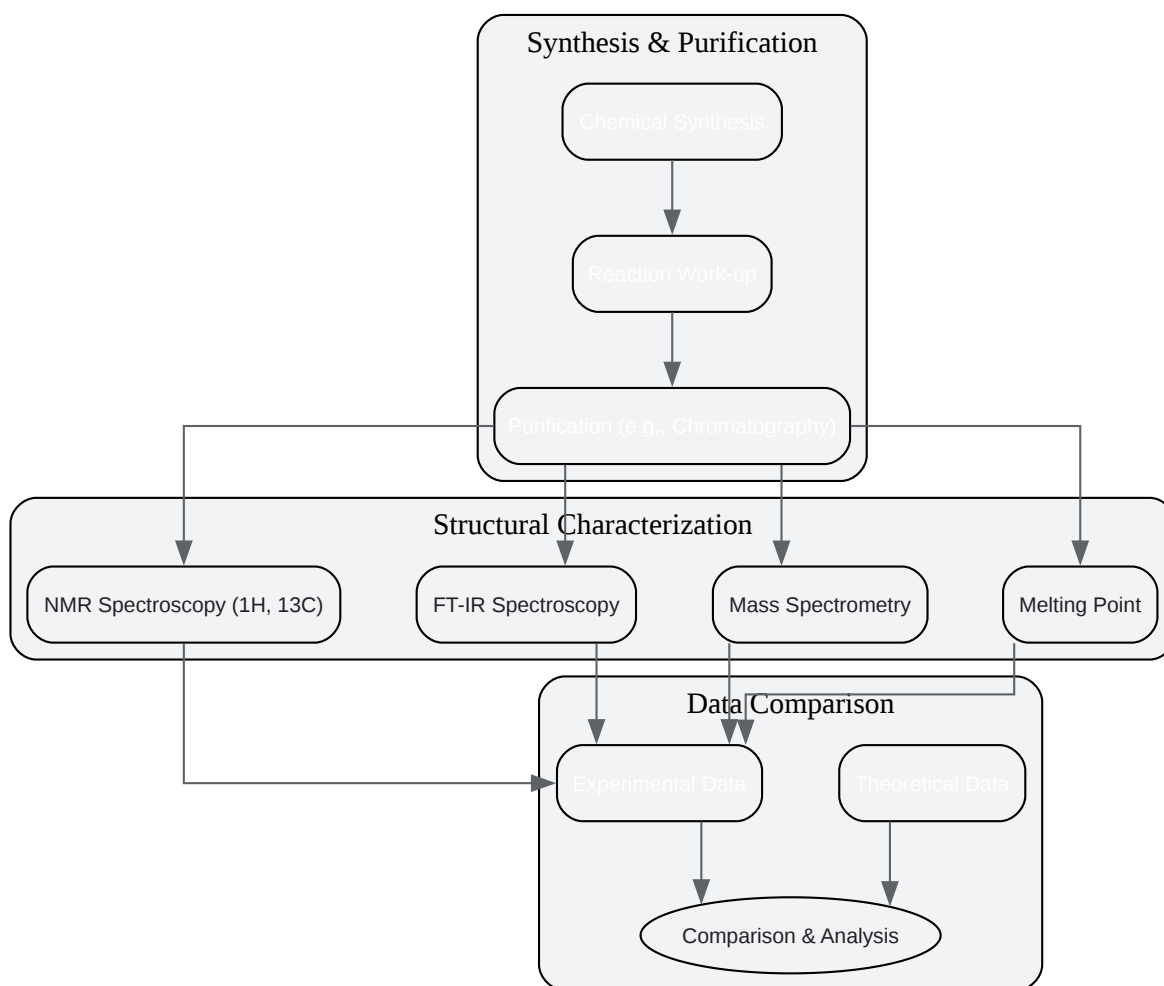 Synthesis & Purification
Chemical Synthesis
Reaction Work-up
Purification (e.g., Chromatography)
Structural Characterization
NMR Spectroscopy (1H, 13C)
FT-IR Spectroscopy
Mass Spectrometry
Melting Point
Data Comparison
Experimental Data
Theoretical Data
Comparison & Analysis